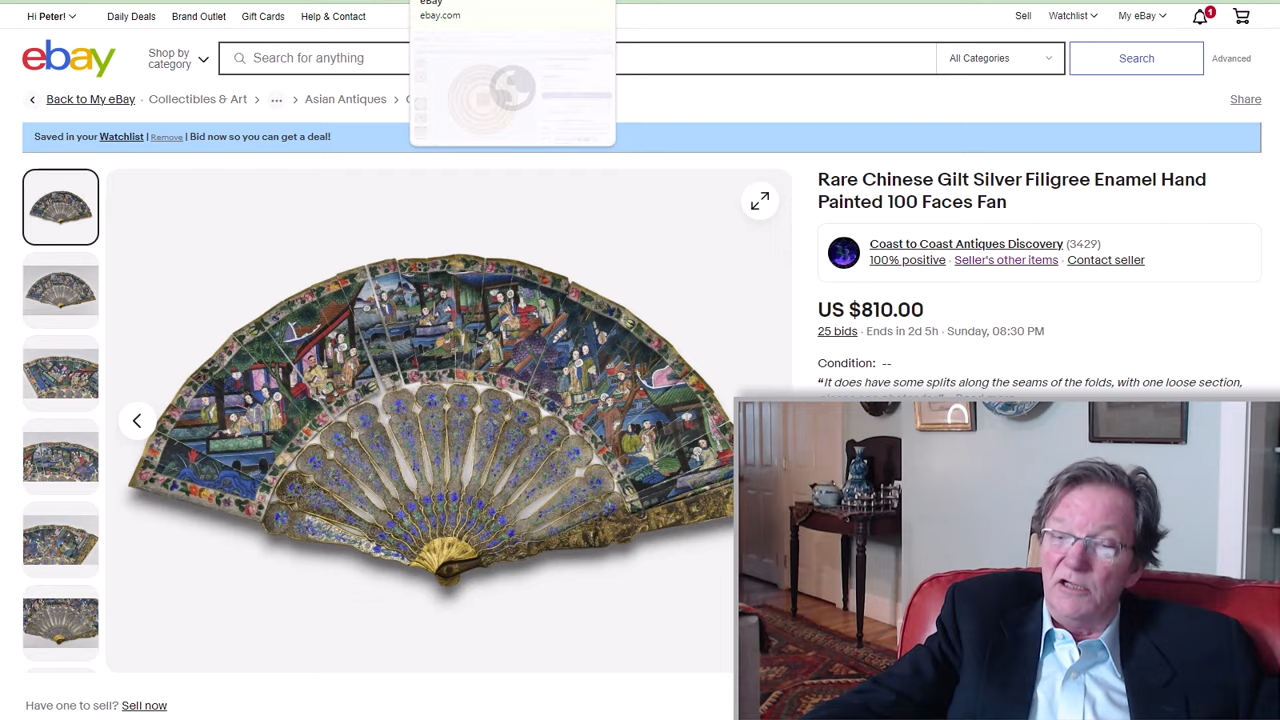 eBay
ebay.com
Hi Peter!
Daily Deals
Brand Outlet
Gift Cards
Help & Contact
Sell
Watchlist
My eBay
1
ebay
Shop by
category
Search for anything
All Categories
Search
Advanced
Back to My eBay
Collectibles & Art
...
Asian Antiques
Share
Saved in your Watchlist | Remove | Bid now so you can get a deal!
Rare Chinese Gilt Silver Filigree Enamel Hand
Painted 100 Faces Fan
Coast to Coast Antiques Discovery (3429)
100% positive · Seller's other items · Contact seller
US $810.00
25 bids · Ends in 2d 5h · Sunday, 08:30 PM
Condition: --
“It does have some splits along the seams of the folds, with one loose section,
Have one to sell? Sell now